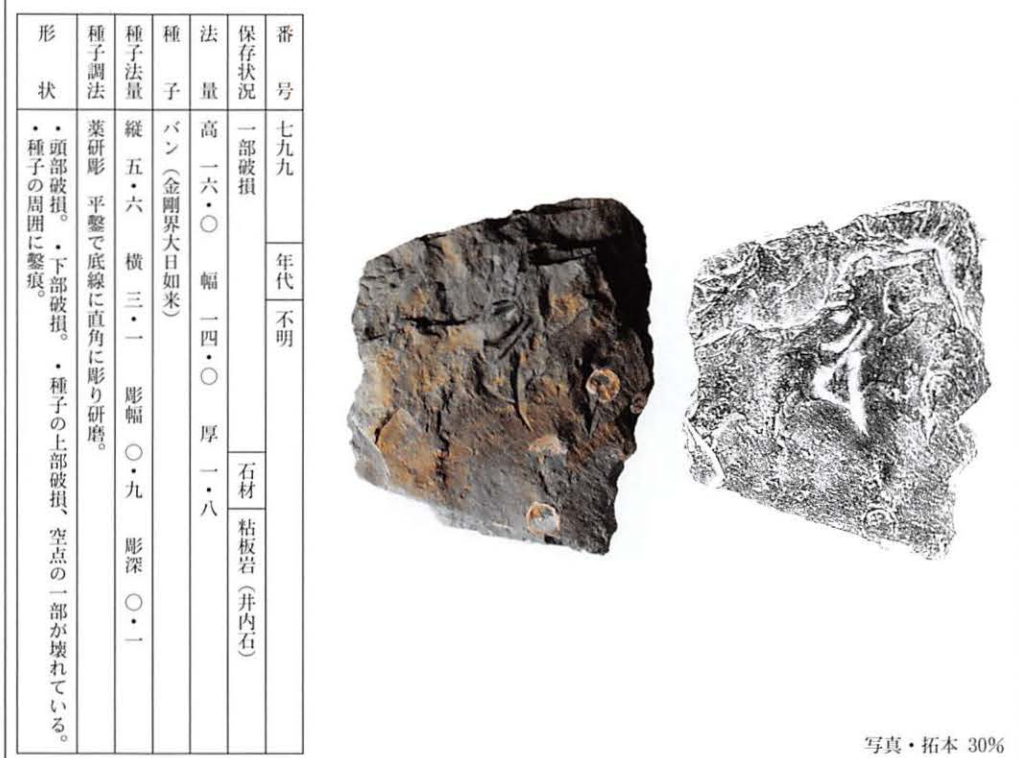 番号 七九九 年代 不明
保存状況 一部破損 石材 粘板岩（井内石）
法量 高 一六・〇 幅 一四・〇 厚 一・八
種子 バン（金剛界大日如来）
種子法量 縦 五・六 横 三・一 彫幅 〇・九 彫深 〇・一
種子調法 薬研彫 平鑿で底線に直角に彫り研磨。
形状 ・頭部破損。 ・下部破損。 ・種子の上部破損、空点の一部が壊れている。
・種子の周囲に鑿痕。
写真・拓本 30%